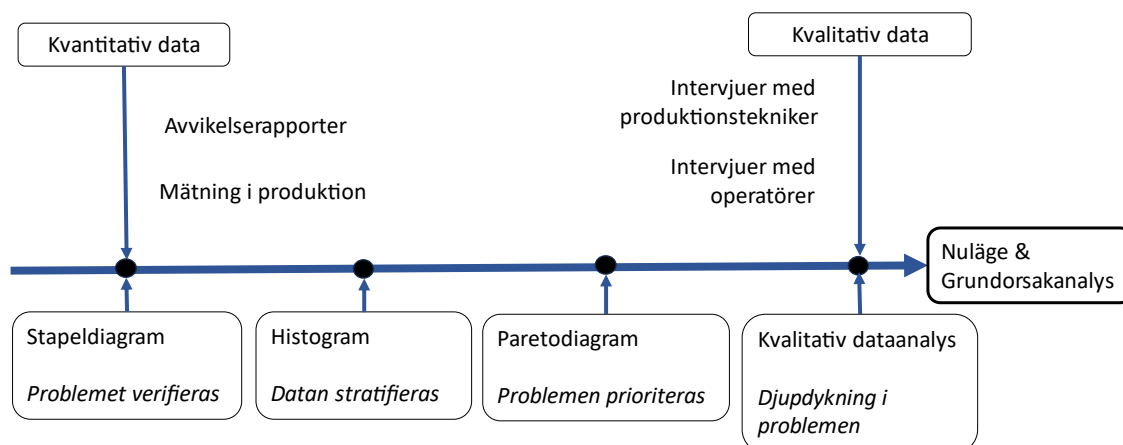 Kvantitativ data
Kvalitativ data
Avvikelserapporter
Mätning i produktion
Intervjuer med
produktionstekniker
Intervjuer med
operatörer
Nuläge &
Grundorsakanalys
Stapeldiagram
Problemet verifieras
Histogram
Datan stratifieras
Paretodiagram
Problemen prioriteras
Kvalitativ dataanalys
Djupdykning i
problemen